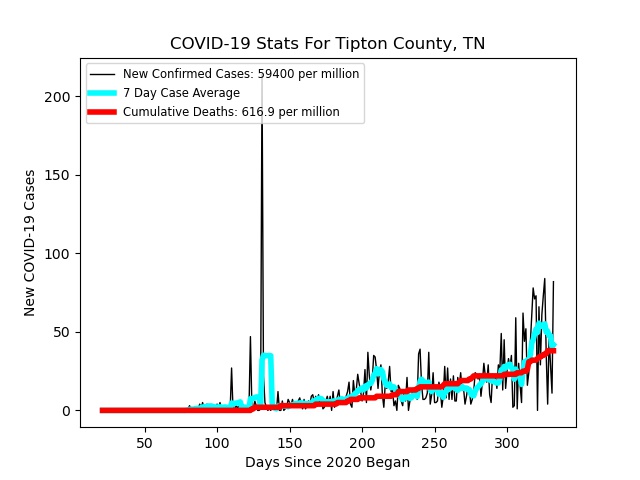 COVID-19 Stats For Tipton County, TN
New Confirmed Cases: 59400 per million
7 Day Case Average
Cumulative Deaths: 616.9 per million
New COVID-19 Cases
200
150
100
50
0
50 100 150 200 250 300
Days Since 2020 Began